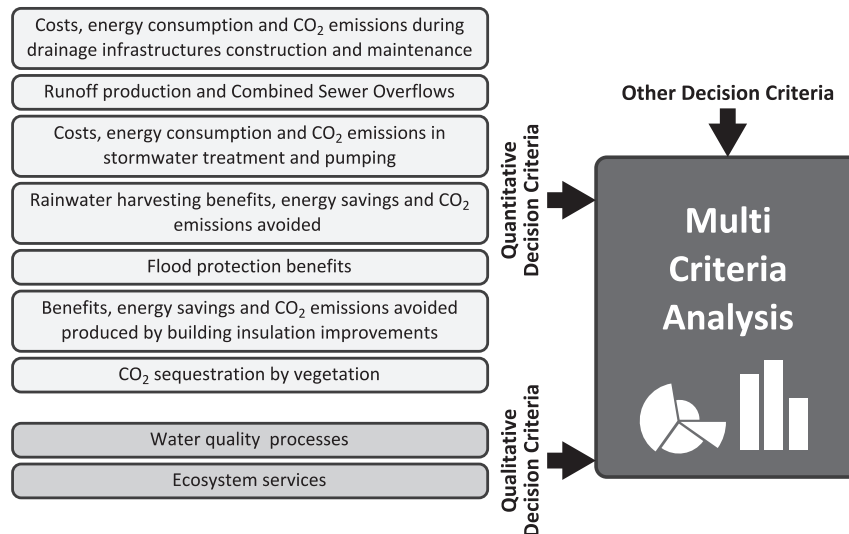 Costs, energy consumption and CO₂ emissions during
drainage infrastructures construction and maintenance
Runoff production and Combined Sewer Overflows
Costs, energy consumption and CO₂ emissions in
stormwater treatment and pumping
Rainwater harvesting benefits, energy savings and CO₂
emissions avoided
Flood protection benefits
Benefits, energy savings and CO₂ emissions avoided
produced by building insulation improvements
CO₂ sequestration by vegetation
Water quality processes
Ecosystem services
Quantitative
Decision Criteria
Qualitative
Decision Criteria
Other Decision Criteria
Multi
Criteria
Analysis